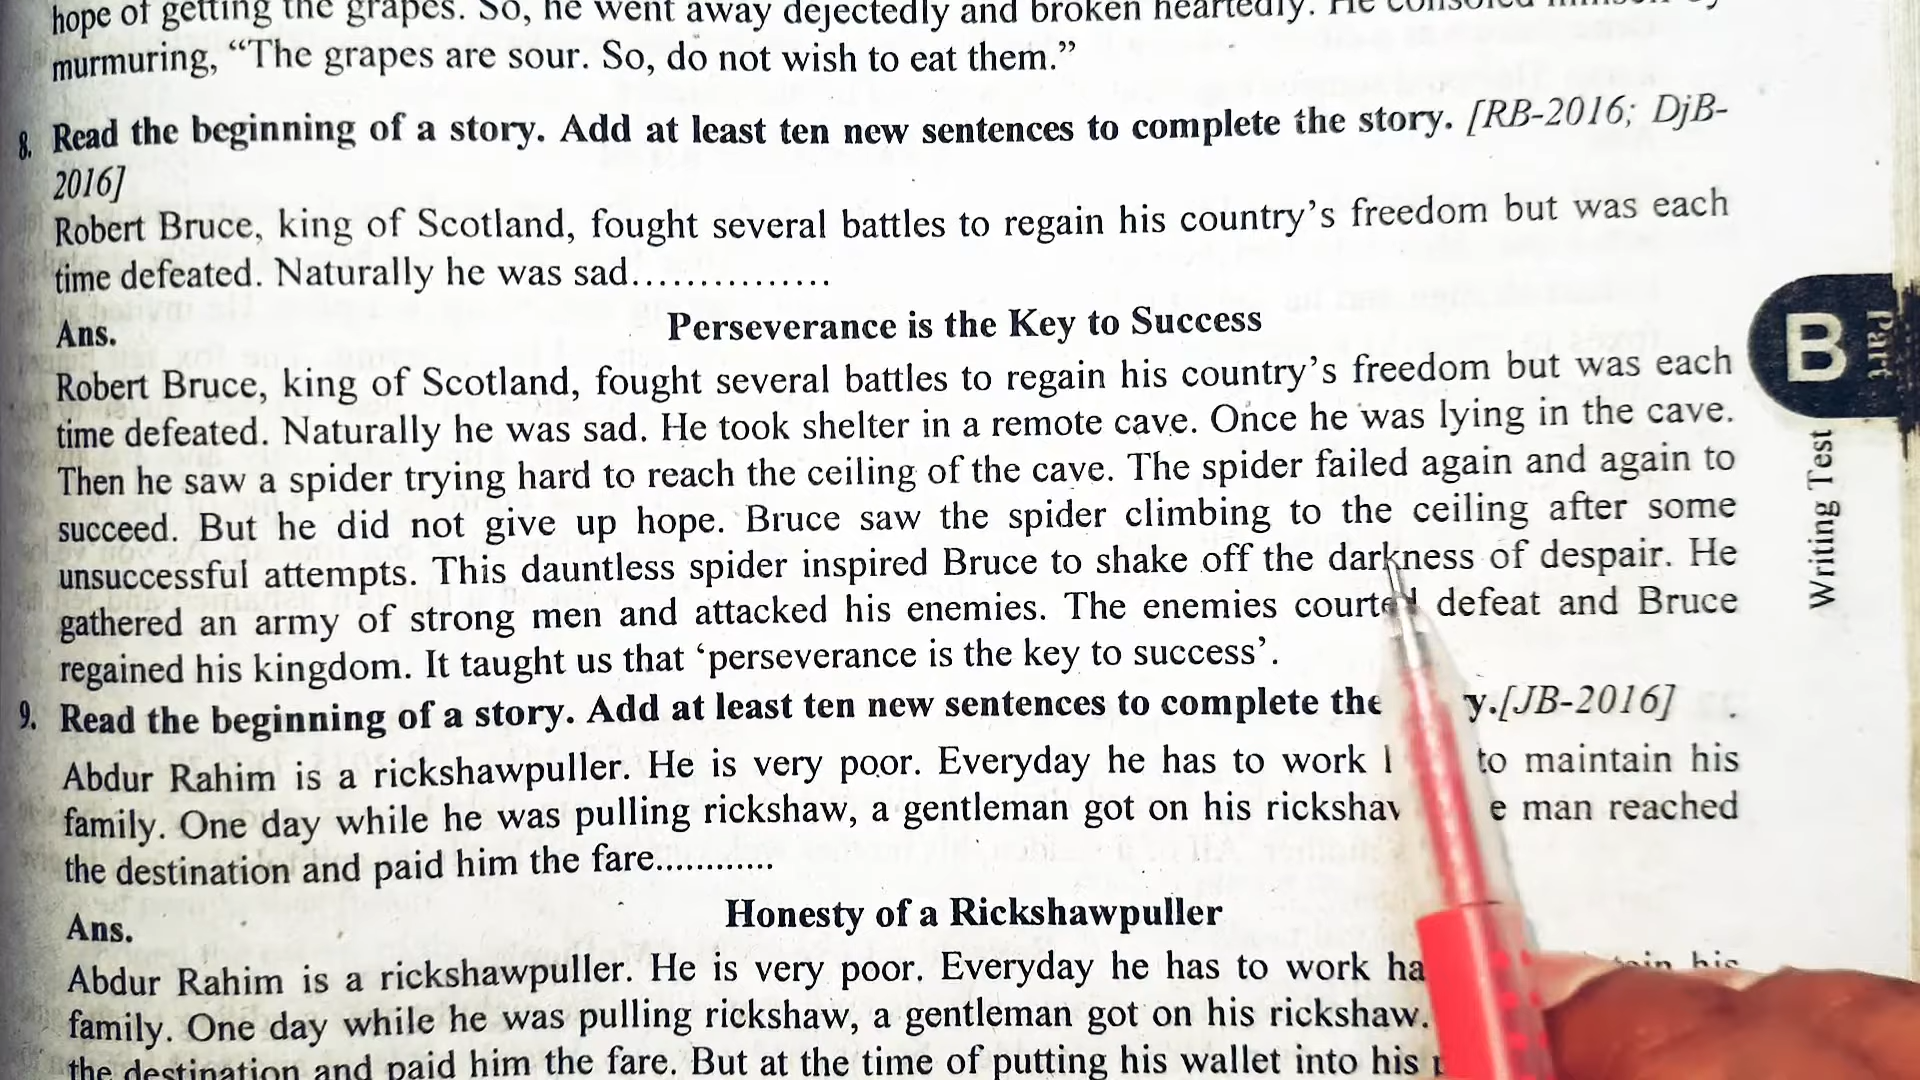 hope of getting the grapes. So, he went away dejectedly and broken heartedly. He consoled himself by
murmuring, “The grapes are sour. So, do not wish to eat them.”
8. Read the beginning of a story. Add at least ten new sentences to complete the story. [RB-2016; DjB-
2016]
Robert Bruce, king of Scotland, fought several battles to regain his country’s freedom but was each
time defeated. Naturally he was sad...............
Ans. Perseverance is the Key to Success
Robert Bruce, king of Scotland, fought several battles to regain his country’s freedom but was each
time defeated. Naturally he was sad. He took shelter in a remote cave. Once he was lying in the cave.
Then he saw a spider trying hard to reach the ceiling of the cave. The spider failed again and again to
succeed. But he did not give up hope. Bruce saw the spider climbing to the ceiling after some
unsuccessful attempts. This dauntless spider inspired Bruce to shake off the darkness of despair. He
gathered an army of strong men and attacked his enemies. The enemies courted defeat and Bruce
regained his kingdom. It taught us that ‘perseverance is the key to success’.
9. Read the beginning of a story. Add at least ten new sentences to complete the y.[JB-2016]
Abdur Rahim is a rickshawpuller. He is very poor. Everyday he has to work to maintain his
family. One day while he was pulling rickshaw, a gentleman got on his rickshaw e man reached
the destination and paid him the fare............
Ans. Honesty of a Rickshawpuller
Abdur Rahim is a rickshawpuller. He is very poor. Everyday he has to work ha his
family. One day while he was pulling rickshaw, a gentleman got on his rickshaw.
the destination and paid him the fare. But at the time of putting his wallet into his
B
Part
Writing Test